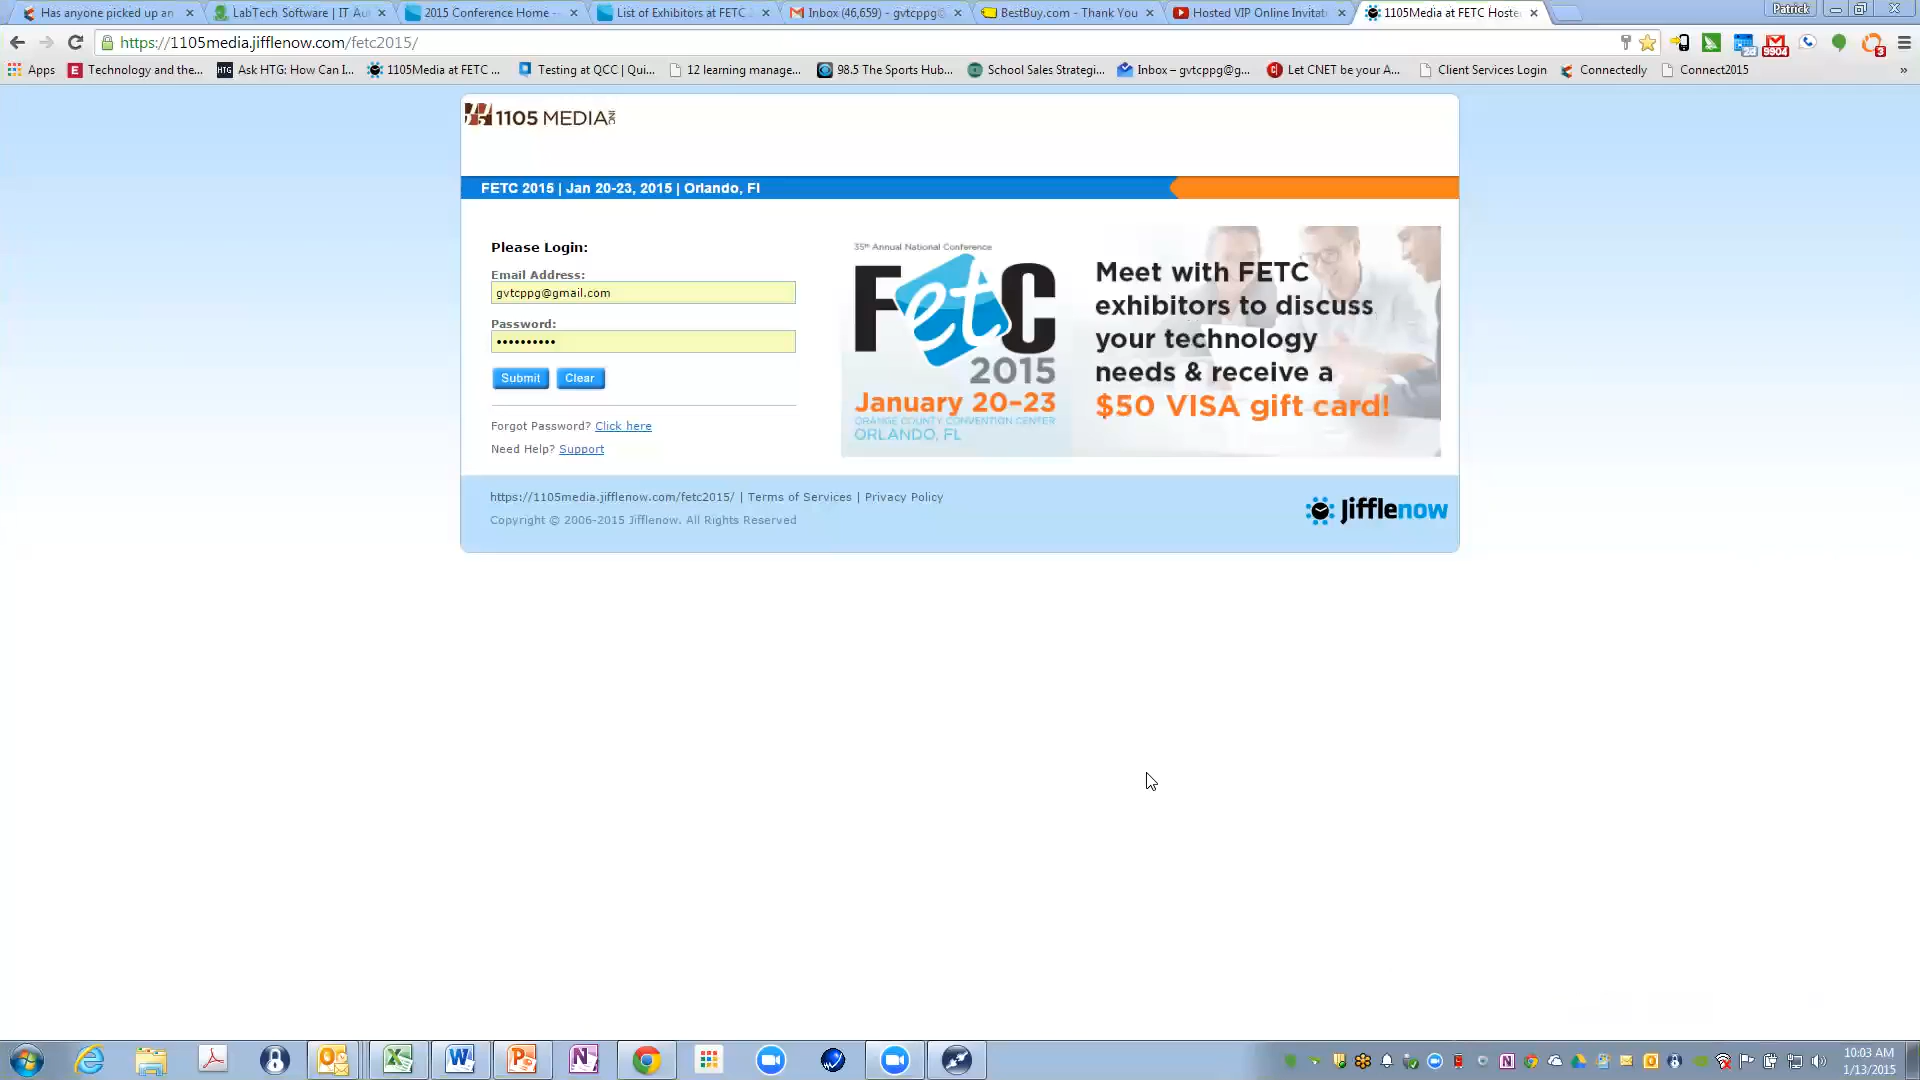 Has anyone picked up an
LabTech Software | IT Au
2015 Conference Home --
List of Exhibitors at FETC
Inbox (46,659) - gvtcppg@
BestBuy.com - Thank You
Hosted VIP Online Invitat
1105Media at FETC Hoste
Patrick
https://1105media.jifflenow.com/fetc2015/
23
9904
3
Apps
E
Technology and the...
HTG
Ask HTG: How Can I...
1105Media at FETC ...
Testing at QCC | Qui...
12 learning manage...
98.5 The Sports Hub...
School Sales Strategi...
Inbox – gvtcppg@g...
Let CNET be your A...
Client Services Login
Connectedly
Connect2015
»
1105 MEDIA INC
FETC 2015 | Jan 20-23, 2015 | Orlando, Fl
Please Login:
Email Address:
gvtcppg@gmail.com
Password:
••••••••••
Submit
Clear
Forgot Password? Click here
Need Help? Support
35th Annual National Conference
FETC
2015
January 20–23
ORANGE COUNTY CONVENTION CENTER
ORLANDO, FL
Meet with FETC
exhibitors to discuss
your technology
needs & receive a
$50 VISA gift card!
https://1105media.jifflenow.com/fetc2015/ | Terms of Services | Privacy Policy
Copyright © 2006-2015 Jifflenow. All Rights Reserved
jifflenow
10:03 AM
1/13/2015